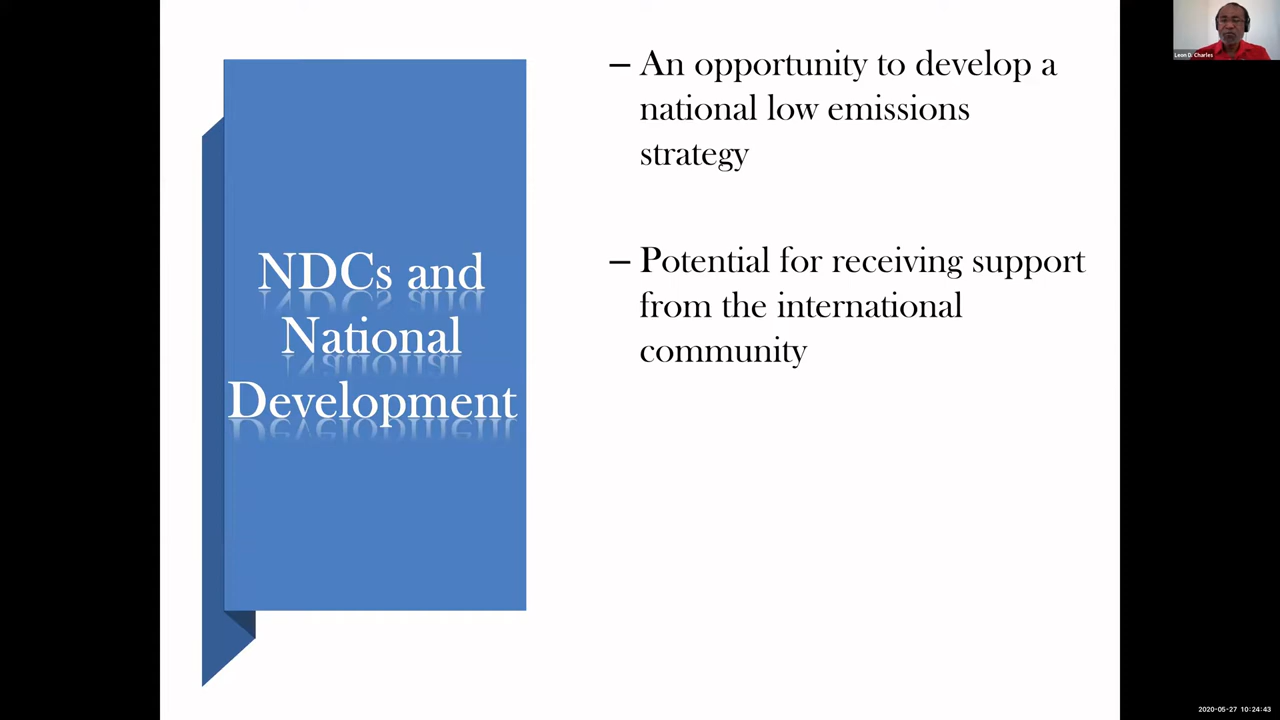 NDCs and
National
Development
– An opportunity to develop a
national low emissions
strategy
– Potential for receiving support
from the international
community
Leon D. Charles
2020-05-27 10:24:43